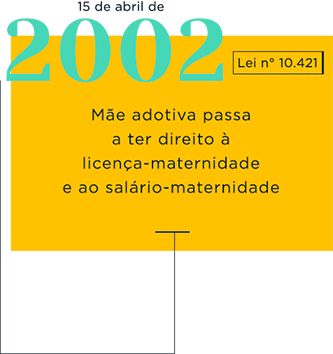 15 de abril de
2002
Lei nº 10.421
Mãe adotiva passa
a ter direito à
licença-maternidade
e ao salário-maternidade